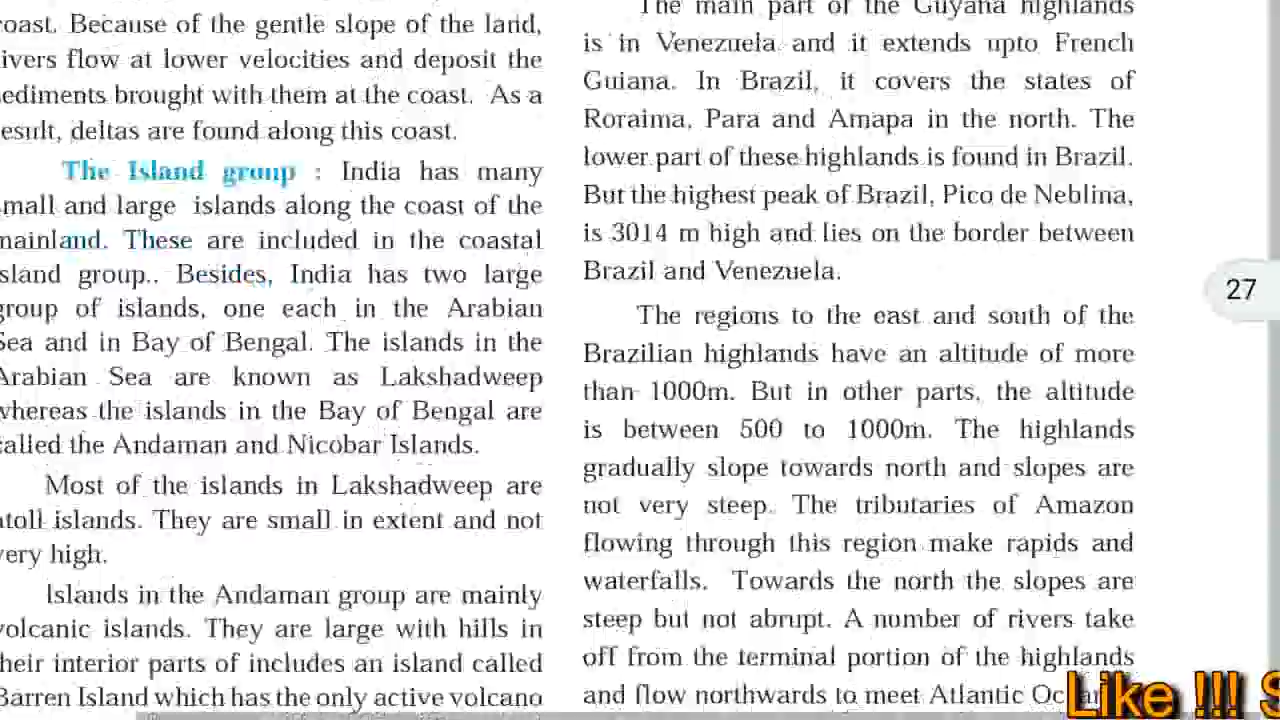 oast. Because of the gentle slope of the land,
ivers flow at lower velocities and deposit the
ediments brought with them at the coast. As a
esult, deltas are found along this coast.
The Island group : India has many
mall and large islands along the coast of the
mainland. These are included in the coastal
sland group.. Besides, India has two large
group of islands, one each in the Arabian
Sea and in Bay of Bengal. The islands in the
Arabian Sea are known as Lakshadweep
whereas the islands in the Bay of Bengal are
called the Andaman and Nicobar Islands.
Most of the islands in Lakshadweep are
atoll islands. They are small in extent and not
very high.
Islands in the Andaman group are mainly
volcanic islands. They are large with hills in
their interior parts of includes an island called
Barren Island which has the only active volcano
The main part of the Guyana highlands
is in Venezuela and it extends upto French
Guiana. In Brazil, it covers the states of
Roraima, Para and Amapa in the north. The
lower part of these highlands is found in Brazil.
But the highest peak of Brazil, Pico de Neblina,
is 3014 m high and lies on the border between
Brazil and Venezuela.
The regions to the east and south of the
Brazilian highlands have an altitude of more
than 1000m. But in other parts, the altitude
is between 500 to 1000m. The highlands
gradually slope towards north and slopes are
not very steep. The tributaries of Amazon
flowing through this region make rapids and
waterfalls. Towards the north the slopes are
steep but not abrupt. A number of rivers take
off from the terminal portion of the highlands
and flow northwards to meet Atlantic Ocean
27
Like !!! S